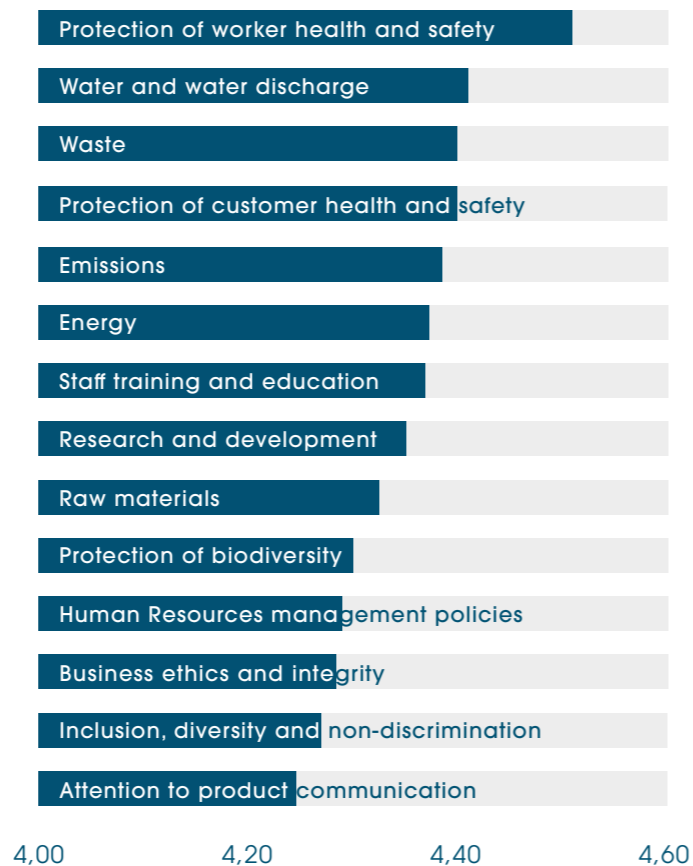 Protection of worker health and safety
Water and water discharge
Waste
Protection of customer health and safety
Emissions
Energy
Staff training and education
Research and development
Raw materials
Protection of biodiversity
Human Resources management policies
Business ethics and integrity
Inclusion, diversity and non-discrimination
Attention to product communication
4,00 4,20 4,40 4,60